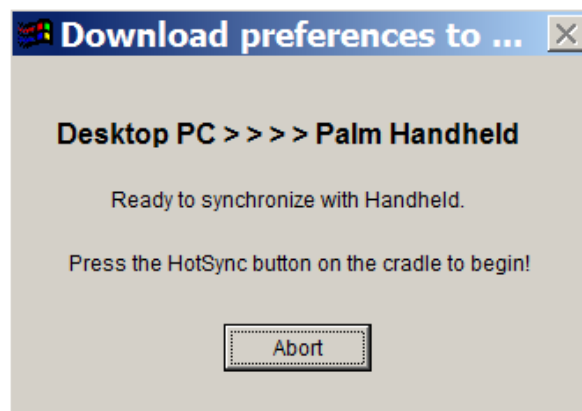 Download preferences to ...
Desktop PC > > > > Palm Handheld
Ready to synchronize with Handheld.
Press the HotSync button on the cradle to begin!
Abort